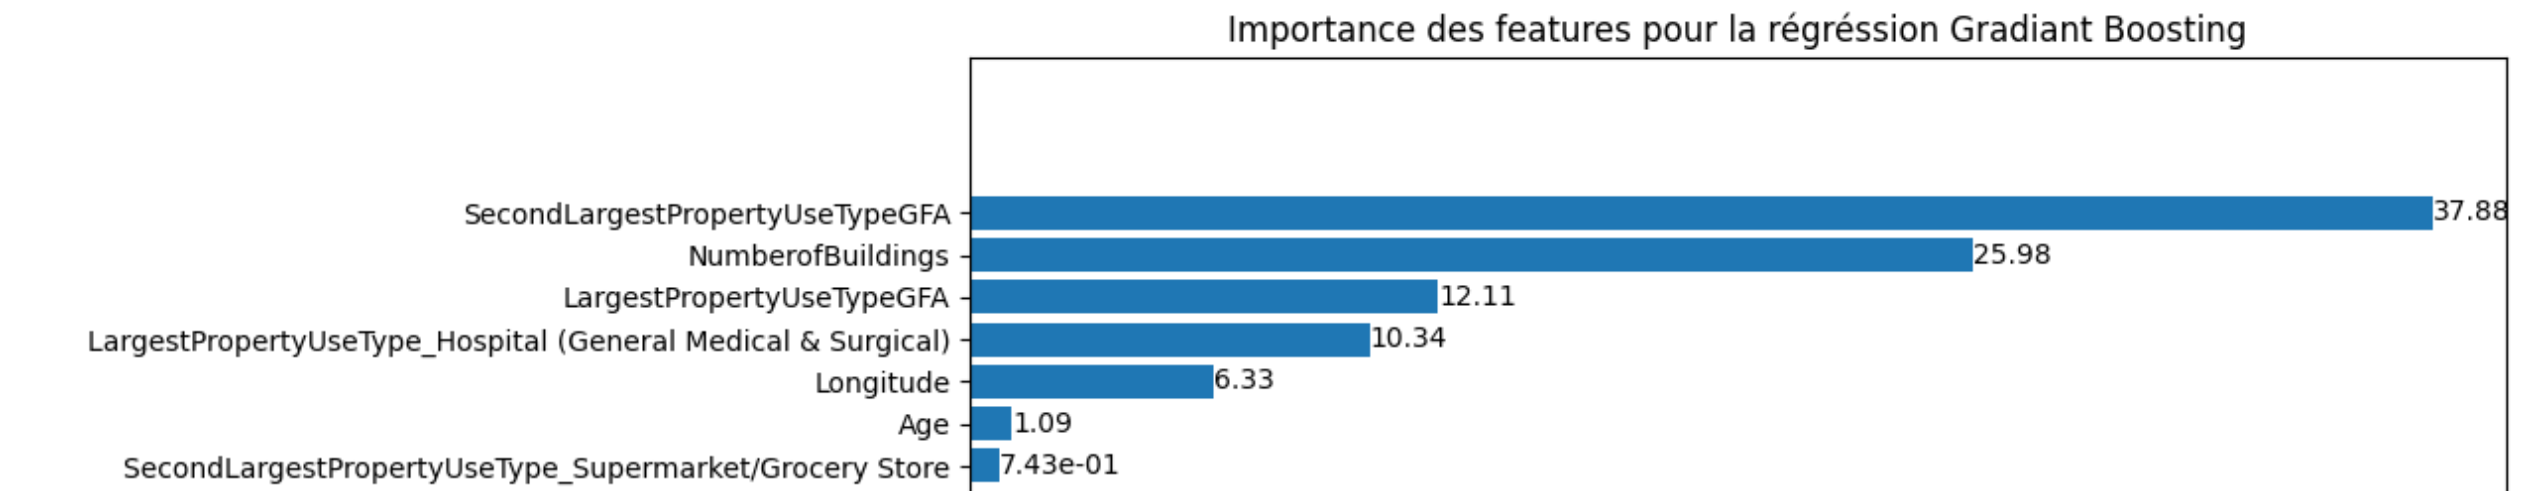 Importance des features pour la régréssion Gradiant Boosting
SecondLargestPropertyUseTypeGFA 37.88
NumberofBuildings 25.98
LargestPropertyUseTypeGFA 12.11
LargestPropertyUseType_Hospital (General Medical & Surgical) 10.34
Longitude 6.33
Age 1.09
SecondLargestPropertyUseType_Supermarket/Grocery Store 7.43e-01